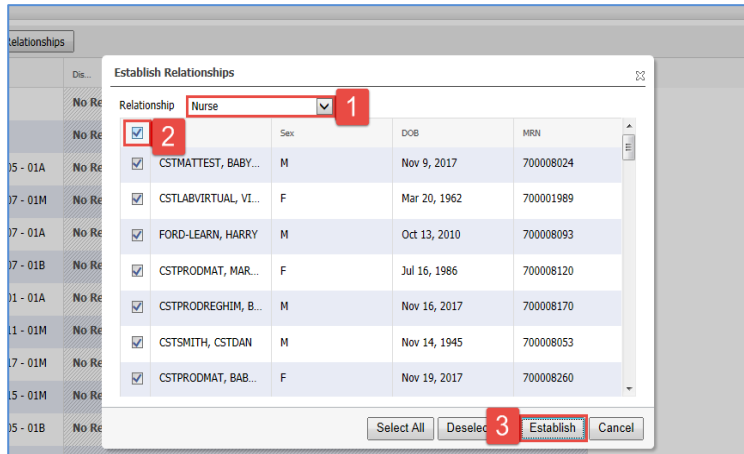 Relationships
Dis...
Establish Relationships
Relationship Nurse 1
2 Sex DOB MRN
CSTMATTEST, BABY... M Nov 9, 2017 700008024
CSTLABVIRTUAL, VI... F Mar 20, 1962 700001989
FORD-LEARN, HARRY M Oct 13, 2010 700008093
CSTPRODMAT, MAR... F Jul 16, 1986 700008120
CSTPRODREGHIM, B... M Nov 16, 2017 700008170
CSTSMITH, CSTDAN M Nov 14, 1945 700008053
CSTPRODMAT, BAB... F Nov 19, 2017 700008260
Select All Deselec 3 Establish Cancel
No Re
No Re
05 - 01A No Re
07 - 01M No Re
07 - 01A No Re
07 - 01B No Re
01 - 01A No Re
11 - 01M No Re
17 - 01M No Re
15 - 01M No Re
05 - 01B No Re